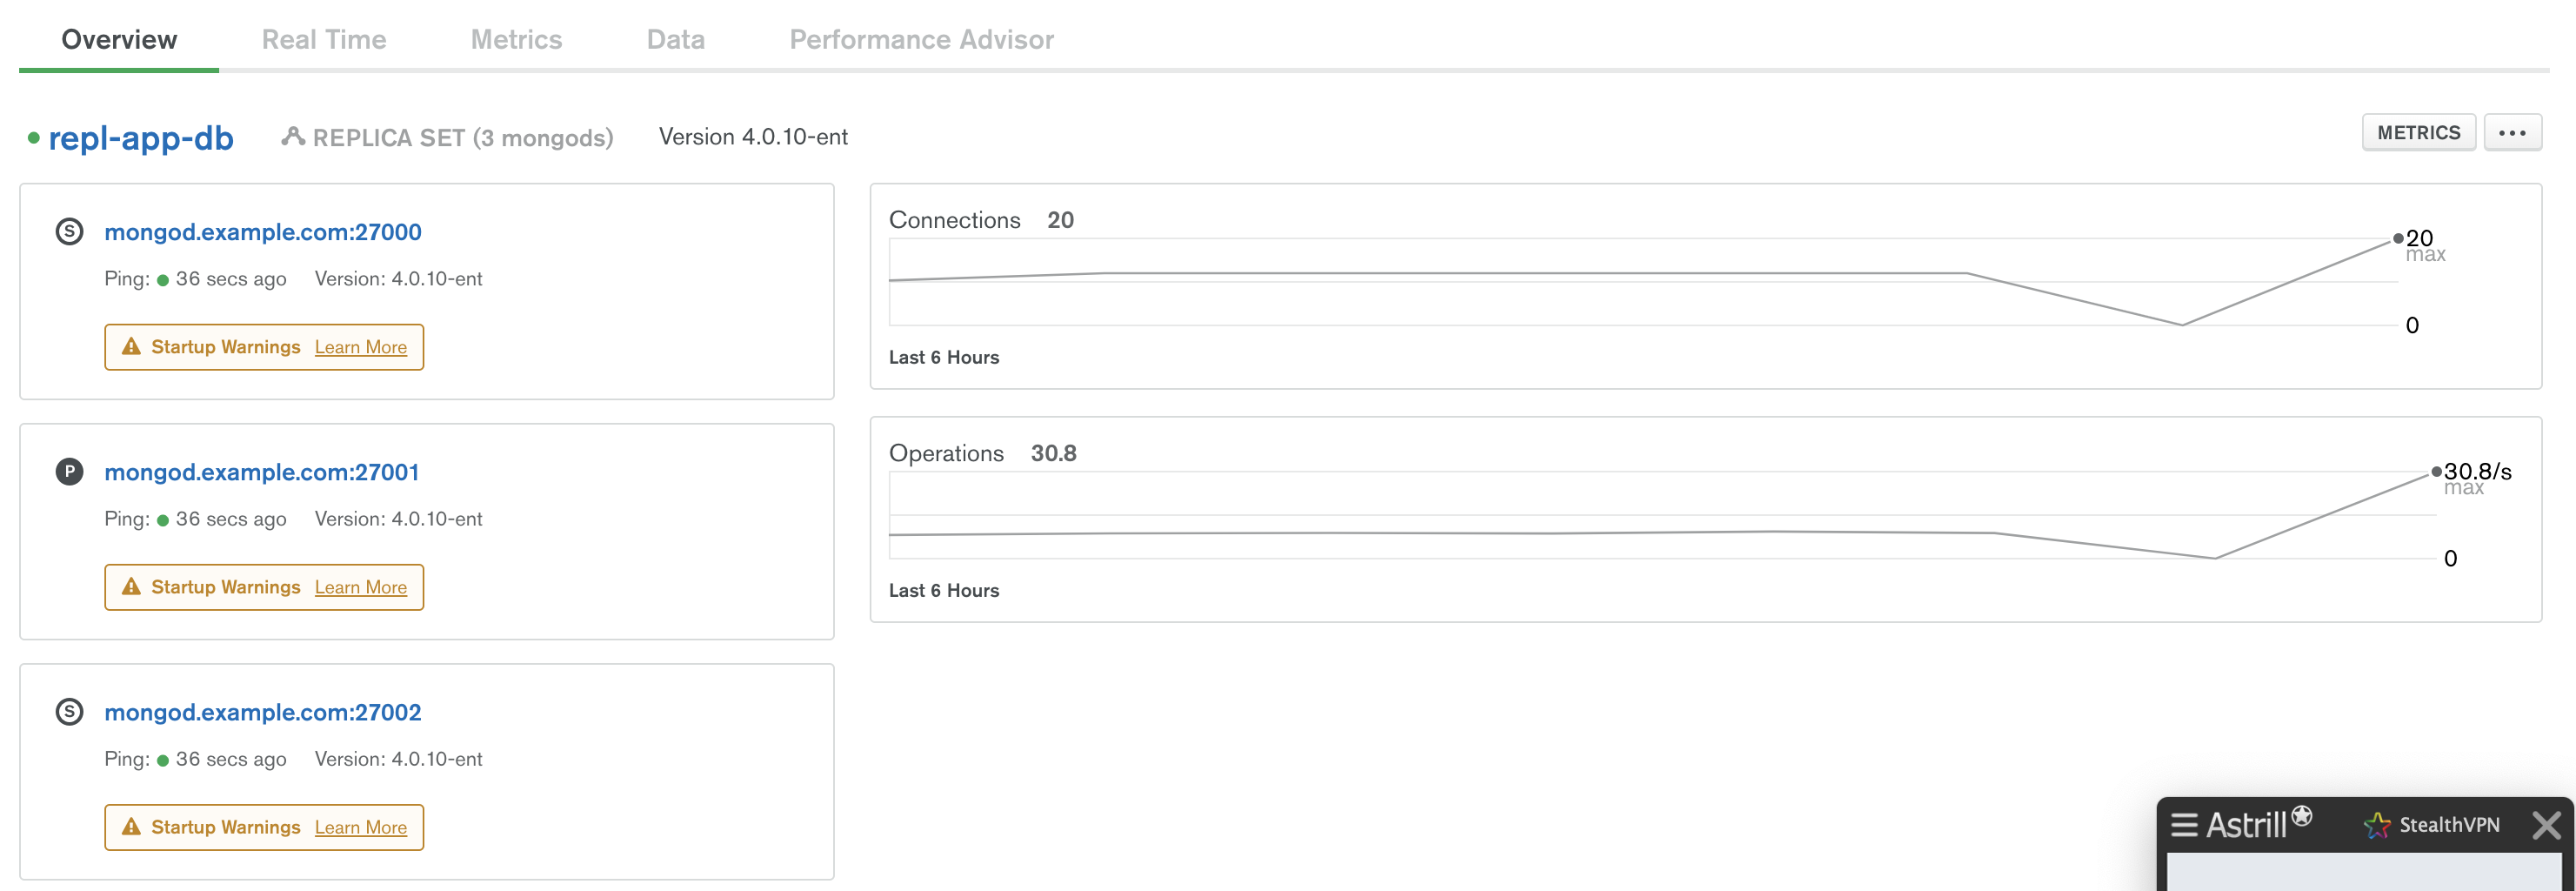 Overview Real Time Metrics Data Performance Advisor
repl-app-db REPLICA SET (3 mongods) Version 4.0.10-ent METRICS ...
S mongod.example.com:27000
Ping: 36 secs ago Version: 4.0.10-ent
Startup Warnings Learn More
P mongod.example.com:27001
Ping: 36 secs ago Version: 4.0.10-ent
Startup Warnings Learn More
S mongod.example.com:27002
Ping: 36 secs ago Version: 4.0.10-ent
Startup Warnings Learn More
Connections 20
20
max
0
Last 6 Hours
Operations 30.8
30.8/s
max
0
Last 6 Hours
Astrill StealthVPN